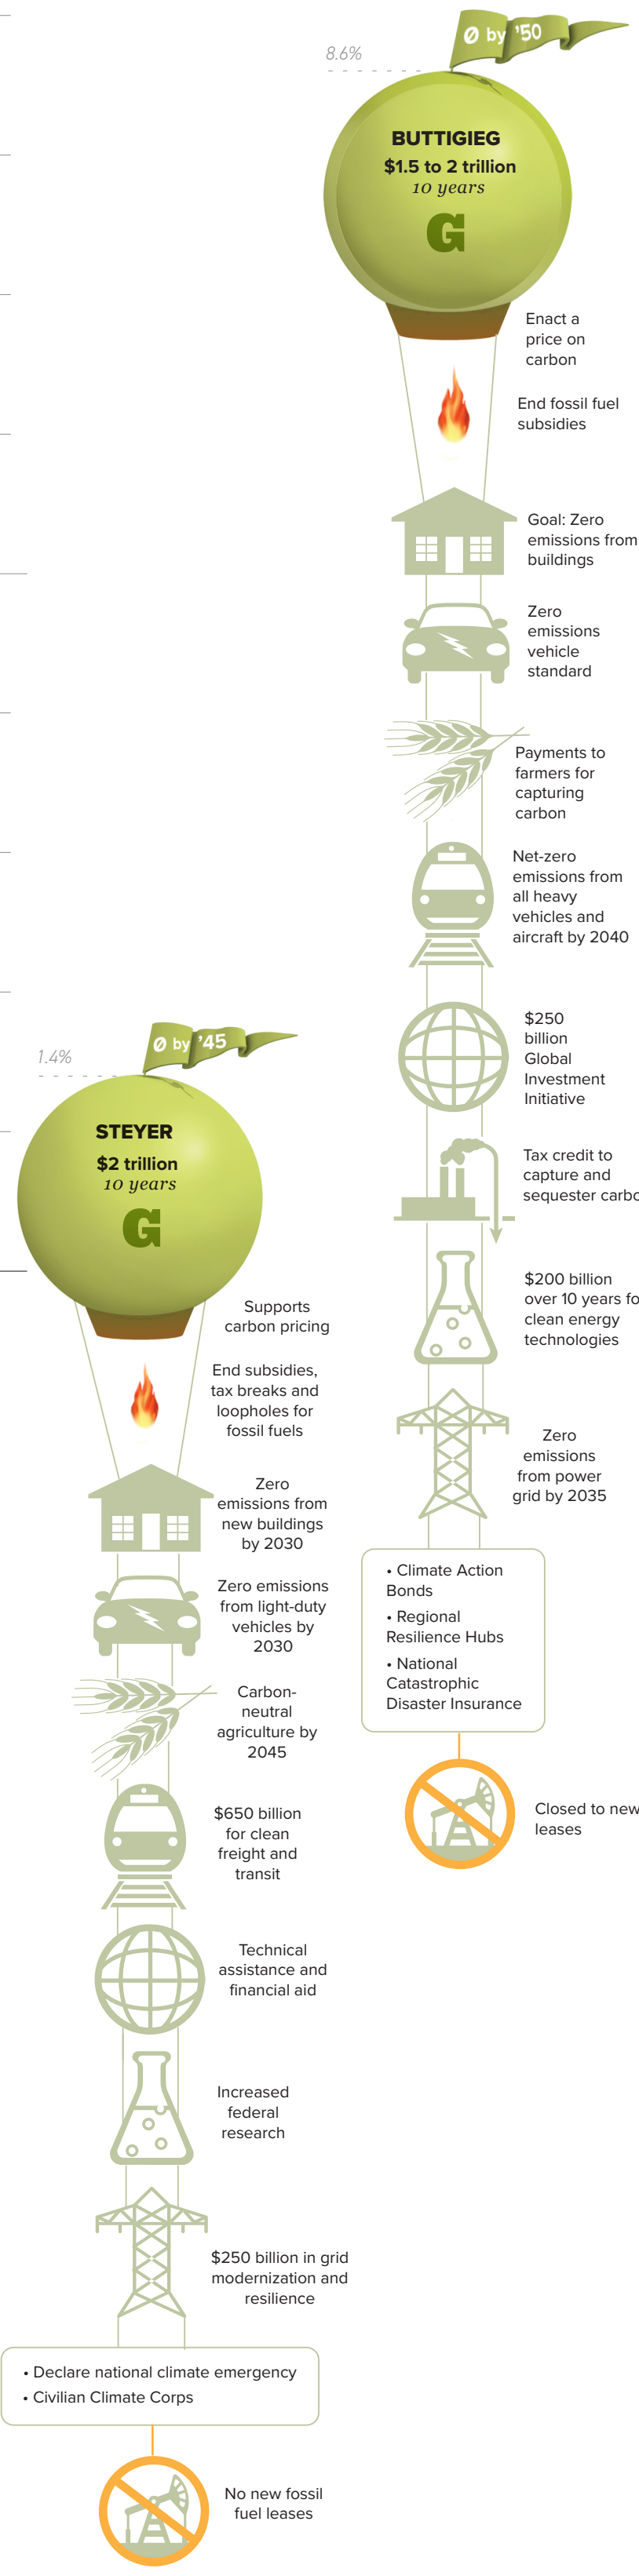 8.6%
Ø by '50
BUTTIGIEG
$1.5 to 2 trillion
10 years
G
Enact a
price on
carbon
End fossil fuel
subsidies
Goal: Zero
emissions from
buildings
Zero
emissions
vehicle
standard
Payments to
farmers for
capturing
carbon
Net-zero
emissions from
all heavy
vehicles and
aircraft by 2040
$250
billion
Global
Investment
Initiative
Tax credit to
capture and
sequester
$200 billion
over 10 years
clean energy
technologies
Zero
emissions
from power
grid by 2035
• Climate Action
Bonds
• Regional
Resilience Hubs
• National
Catastrophic
Disaster Insurance
Closed to new
leases
1.4%
Ø by '45
STEYER
$2 trillion
10 years
G
Supports
carbon pricing
End subsidies,
tax breaks and
loopholes for
fossil fuels
Zero
emissions from
new buildings
by 2030
Zero emissions
from light-duty
vehicles by
2030
Carbon-
neutral
agriculture by
2045
$650 billion
for clean
freight and
transit
Technical
assistance and
financial aid
Increased
federal
research
$250 billion in grid
modernization and
resilience
• Declare national climate emergency
• Civilian Climate Corps
No new fossil
fuel leases